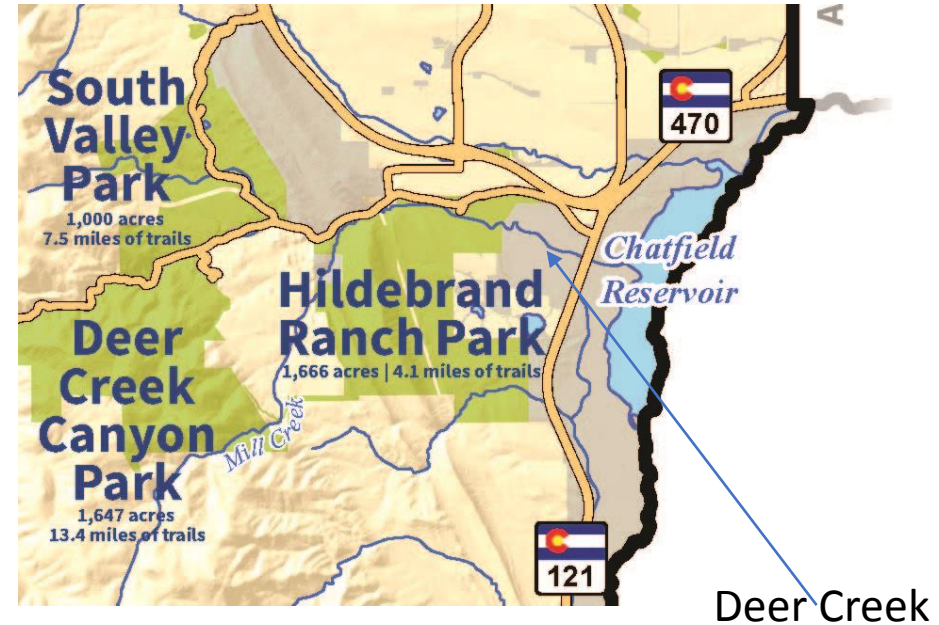 South
Valley
Park
1,000 acres
7.5 miles of trails
A
470
Chatfield
Reservoir
Hildebrand
Ranch Park
1,666 acres | 4.1 miles of trails
Deer
Creek
Canyon
Park
1,647 acres
13.4 miles of trails
Mill Creek
121
Deer Creek